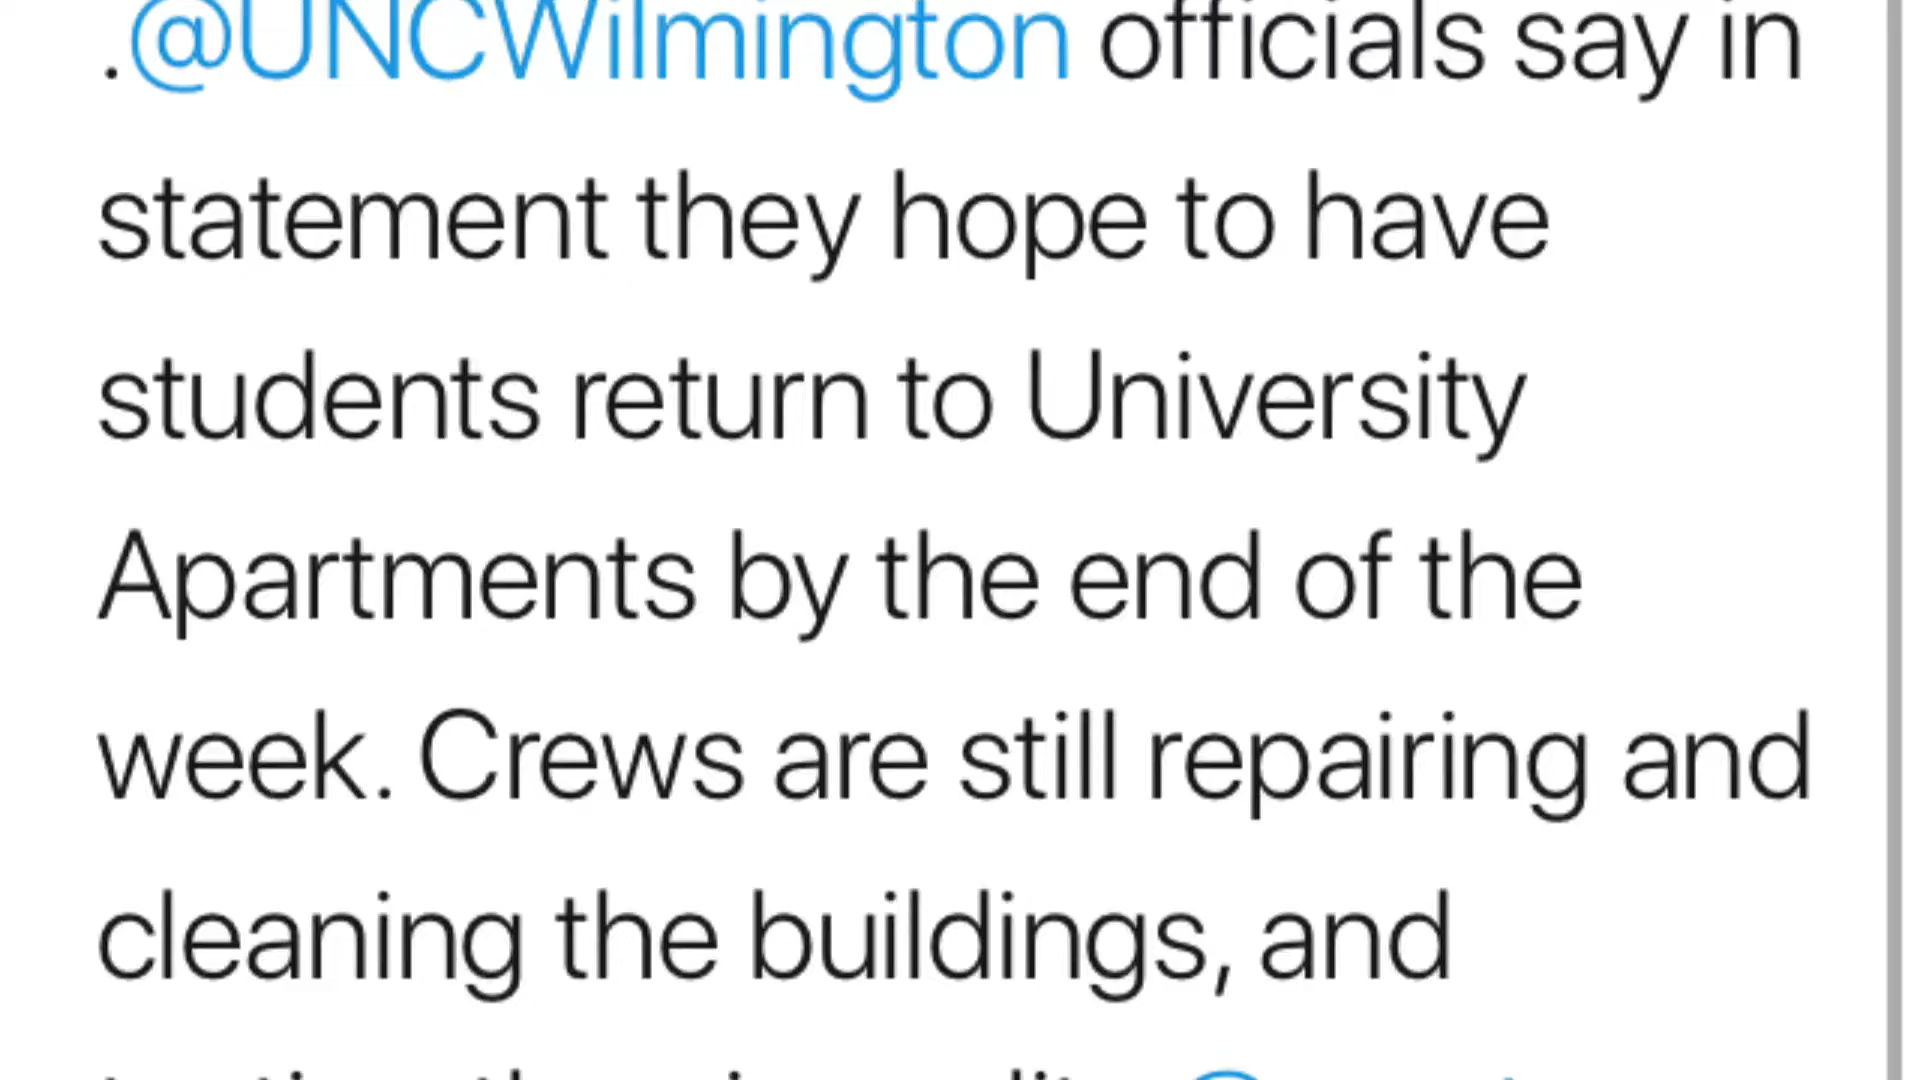 .@UNCWilmington officials say in
statement they hope to have
students return to University
Apartments by the end of the
week. Crews are still repairing and
cleaning the buildings, and